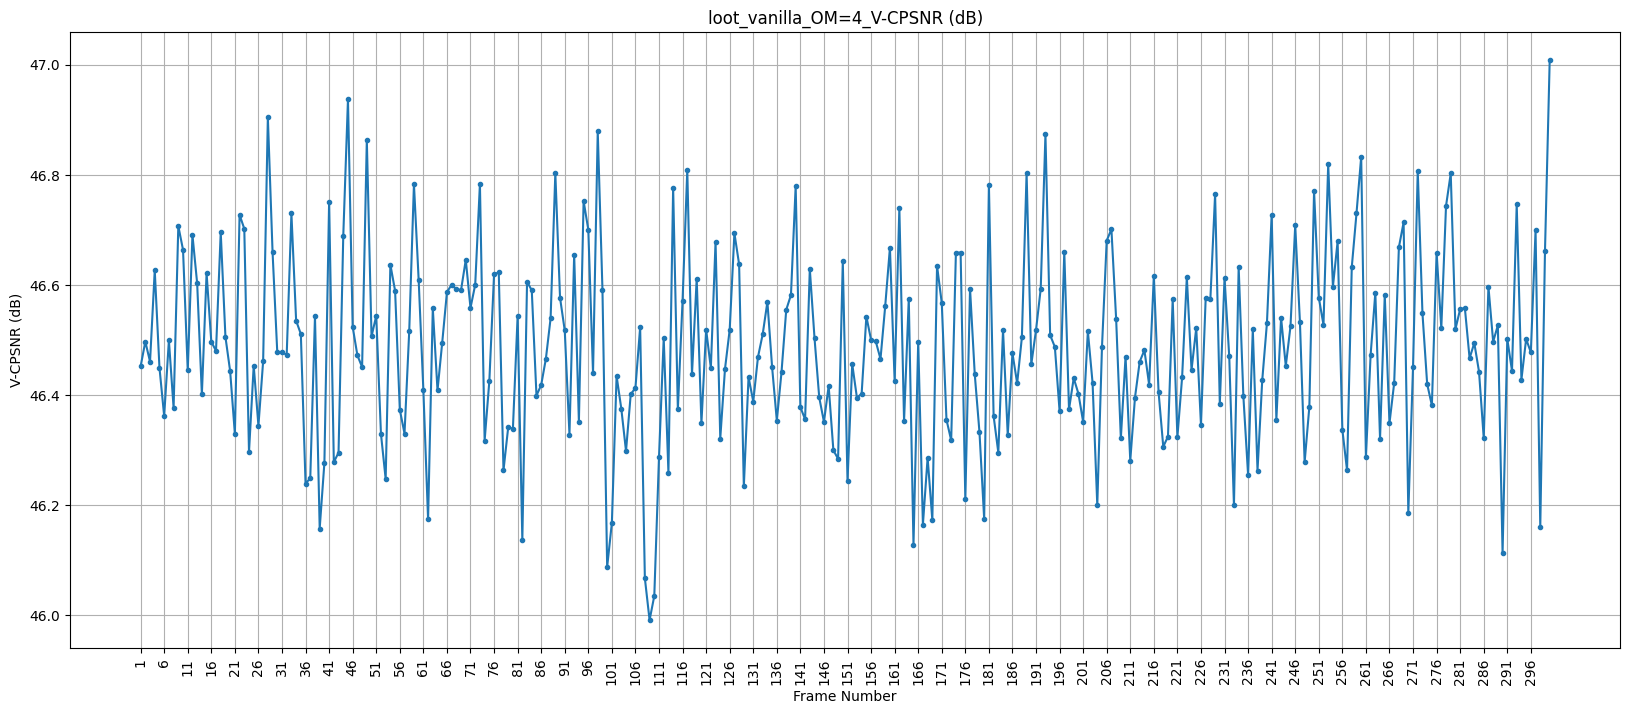 loot_vanilla_OM=4_V-CPSNR (dB)
V-CPSNR (dB)
47.0
46.8
46.6
46.4
46.2
46.0
1 6 11 16 21 26 31 36 41 46 51 56 61 66 71 76 81 86 91 96 101 106 111 116 121 126 131 136 141 146 151 156 161 166 171 176 181 186 191 196 201 206 211 216 221 226 231 236 241 246 251 256 261 266 271 276 281 286 291 296
Frame Number